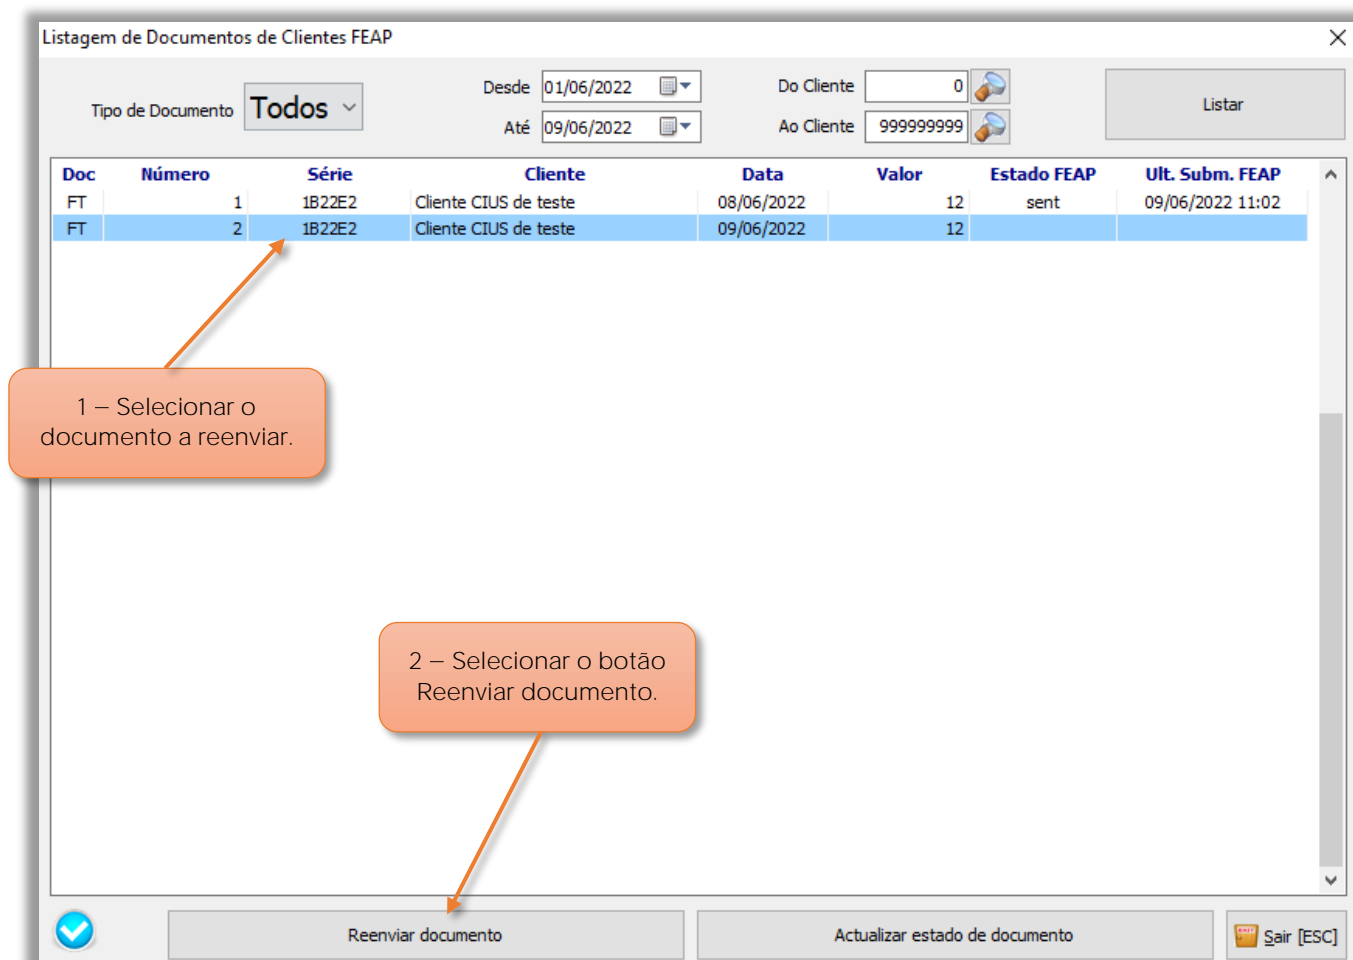 Listagem de Documentos de Clientes FEAP
Tipo de Documento Todos
Desde 01/06/2022
Até 09/06/2022
Do Cliente 0
Ao Cliente 999999999
Listar
Doc Número Série Cliente Data Valor Estado FEAP Ult. Subm. FEAP
FT 1 1B22E2 Cliente CIUS de teste 08/06/2022 12 sent 09/06/2022 11:02
FT 2 1B22E2 Cliente CIUS de teste 09/06/2022 12
1 – Selecionar o
documento a reenviar.
2 – Selecionar o botão
Reenviar documento.
Reenviar documento
Actualizar estado de documento
Sair [ESC]